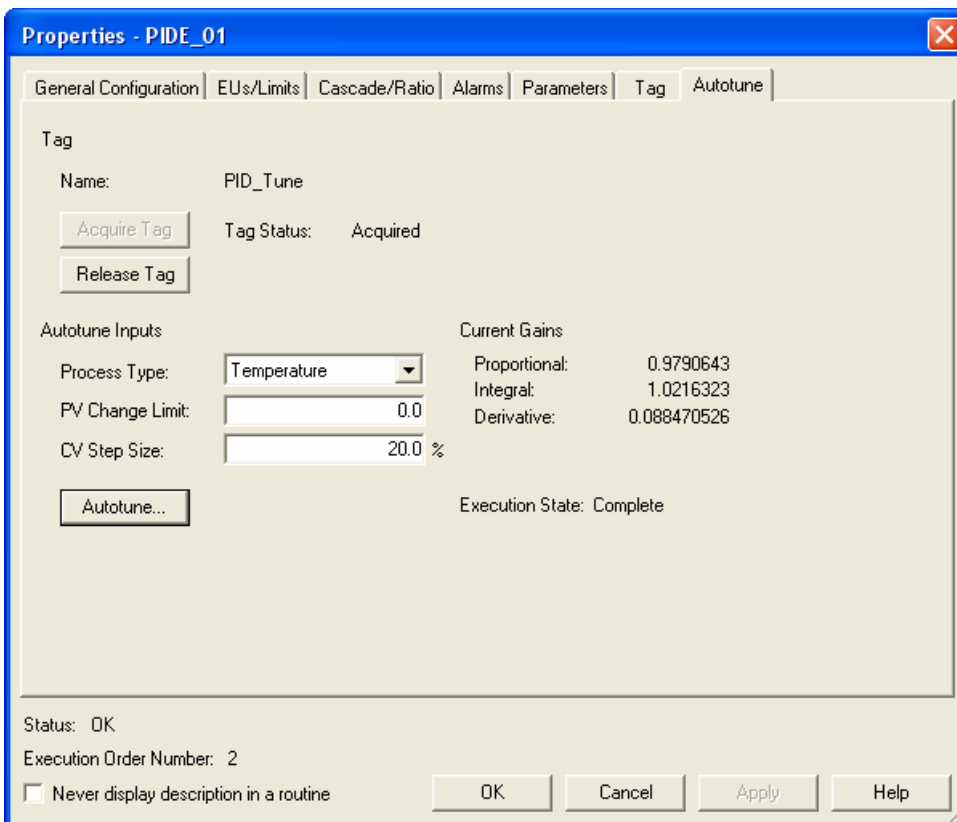 Properties - PIDE_01
General Configuration EUs/Limits Cascade/Ratio Alarms Parameters Tag Autotune
Tag
Name: PID_Tune
Acquire Tag Tag Status: Acquired
Release Tag
Autotune Inputs Current Gains
Process Type: Temperature Proportional: 0.9790643
Integral: 1.0216323
PV Change Limit: 0.0 Derivative: 0.088470526
CV Step Size: 20.0 %
Autotune... Execution State: Complete
Status: OK
Execution Order Number: 2
Never display description in a routine OK Cancel Apply Help